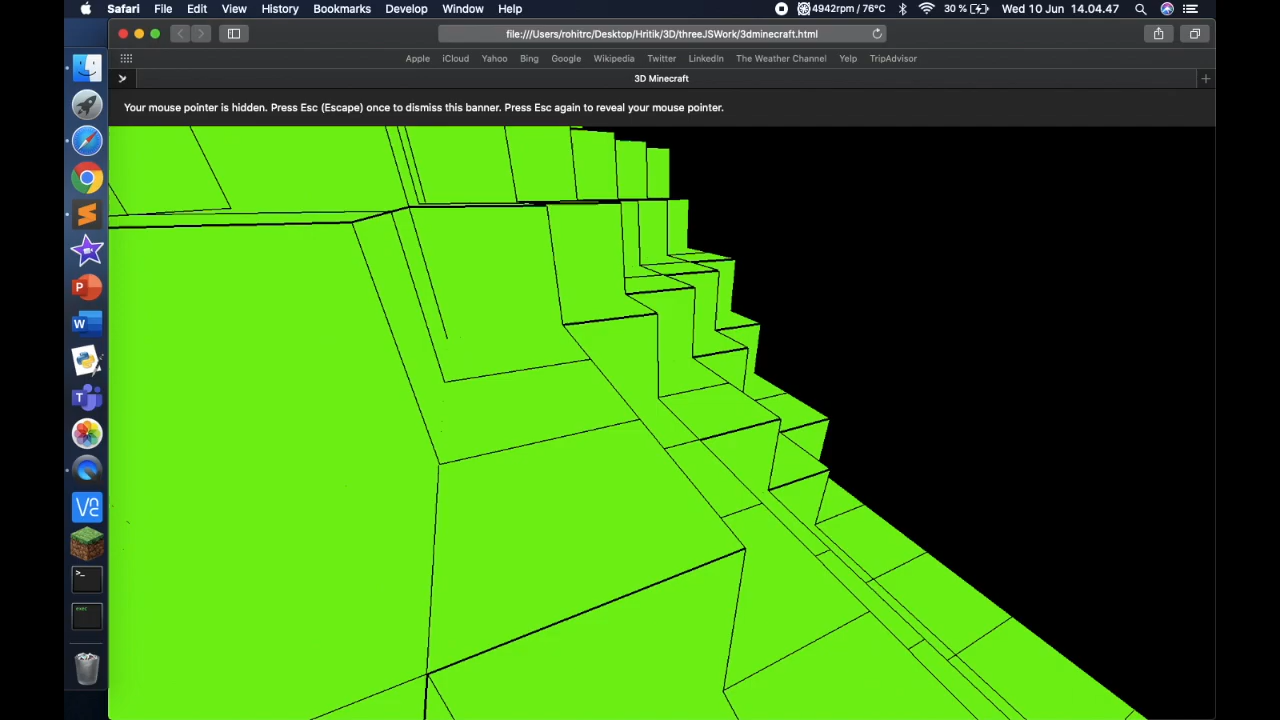 Safari File Edit View History Bookmarks Develop Window Help 4942rpm / 76°C 30 % Wed 10 Jun 14.04.47
file:///Users/rohitrc/Desktop/Hritik/3D/threeJSWork/3dminecraft.html
Apple iCloud Yahoo Bing Google Wikipedia Twitter LinkedIn The Weather Channel Yelp TripAdvisor
3D Minecraft
Your mouse pointer is hidden. Press Esc (Escape) once to dismiss this banner. Press Esc again to reveal your mouse pointer.
P
W
T
>_
exec